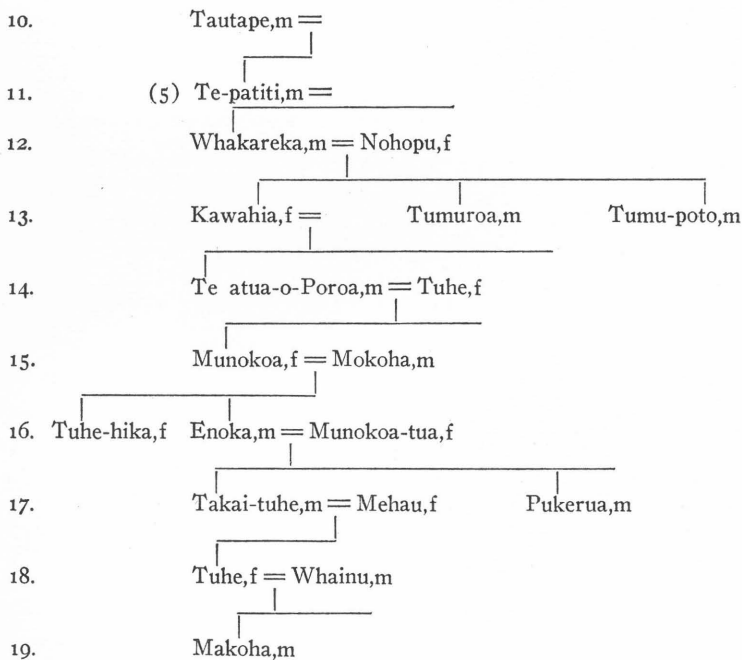 10. Tautape,m =
11. (5) Te-patiti,m =
12. Whakareka,m = Nohopu,f
13. Kawahia,f = Tumuroa,m Tumu-poto,m
14. Te atua-o-Poroa,m = Tuhe,f
15. Munokoa,f = Mokoha,m
16. Tuhe-hika,f Enoka,m = Munokoa-tua,f
17. Takai-tuhe,m = Mehau,f Pukerua,m
18. Tuhe,f = Whainu,m
19. Makoha,m